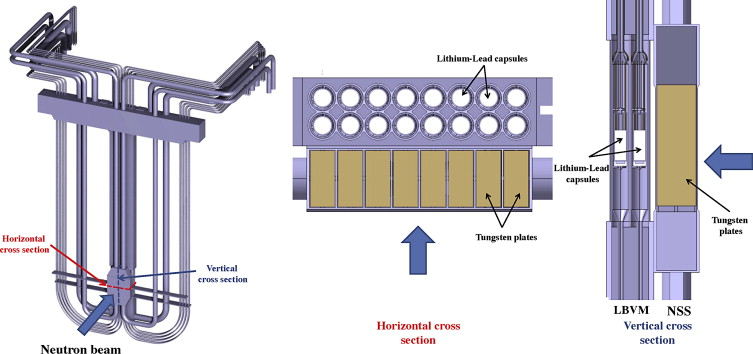 Horizontal
cross section
Vertical
cross section
Neutron beam
Lithium-Lead capsules
Tungsten plates
Horizontal cross
section
Lithium-Lead
capsules
Tungsten
plates
LBVM
NSS
Vertical cross
section